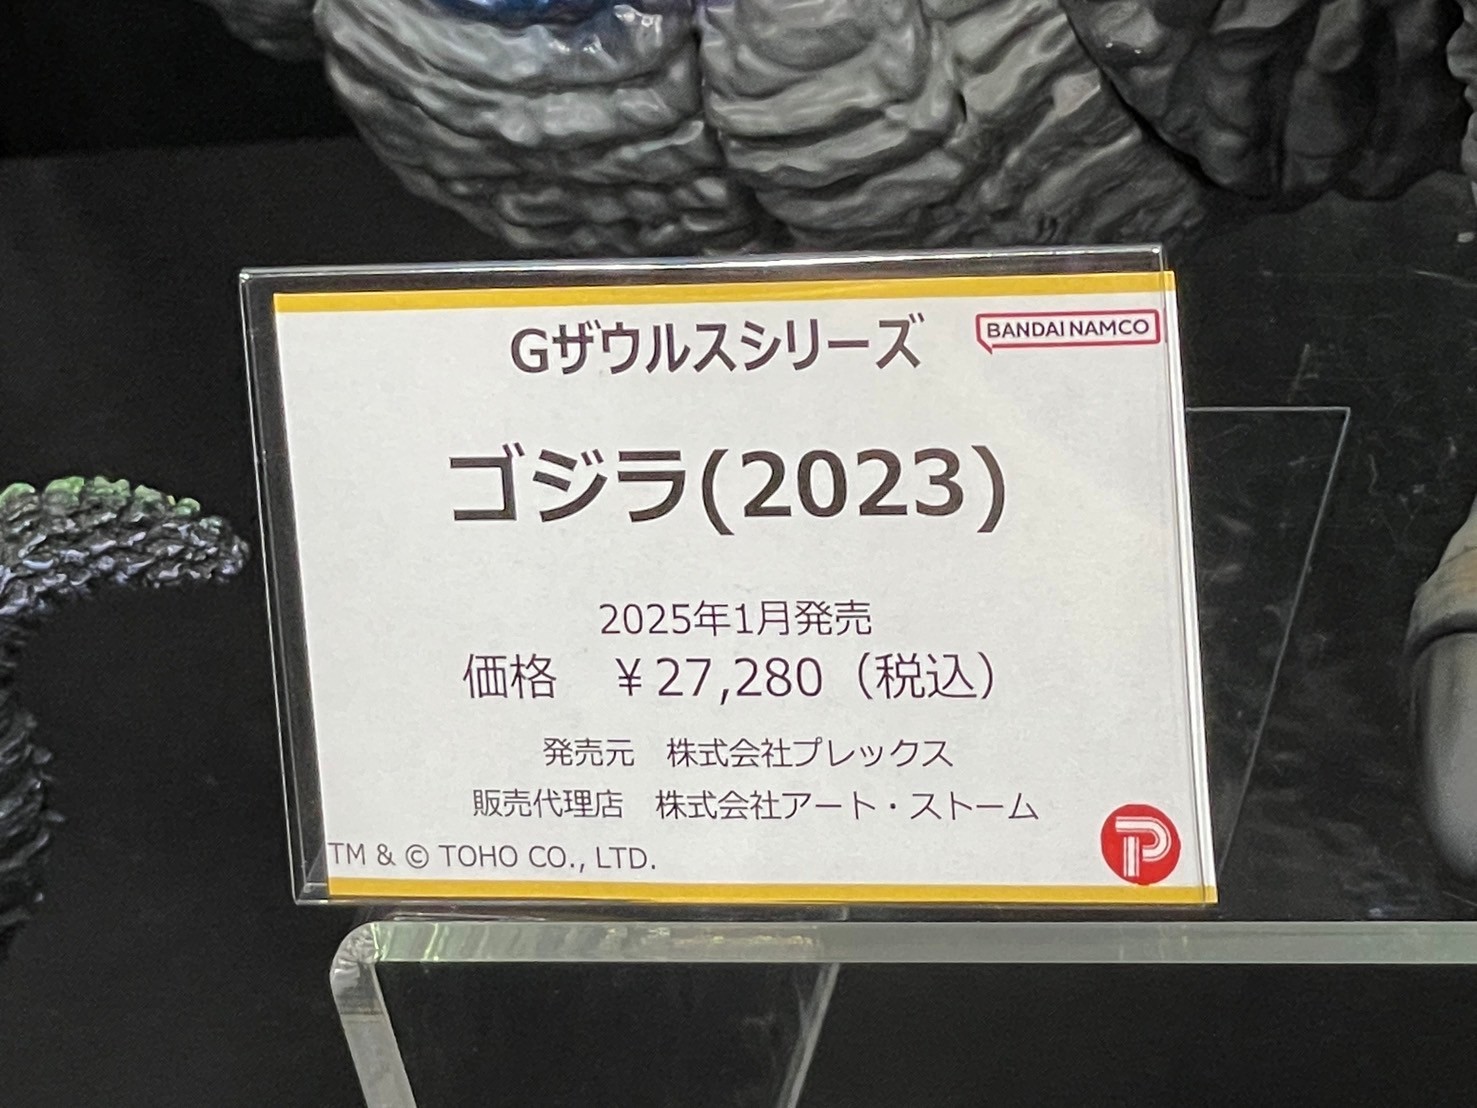 Gザウルスシリーズ
BANDAI NAMCO
ゴジラ(2023)
2025年1月発売
価格　￥27,280（税込）
発売元　株式会社プレックス
販売代理店　株式会社アート・ストーム
TM & © TOHO CO., LTD.
P